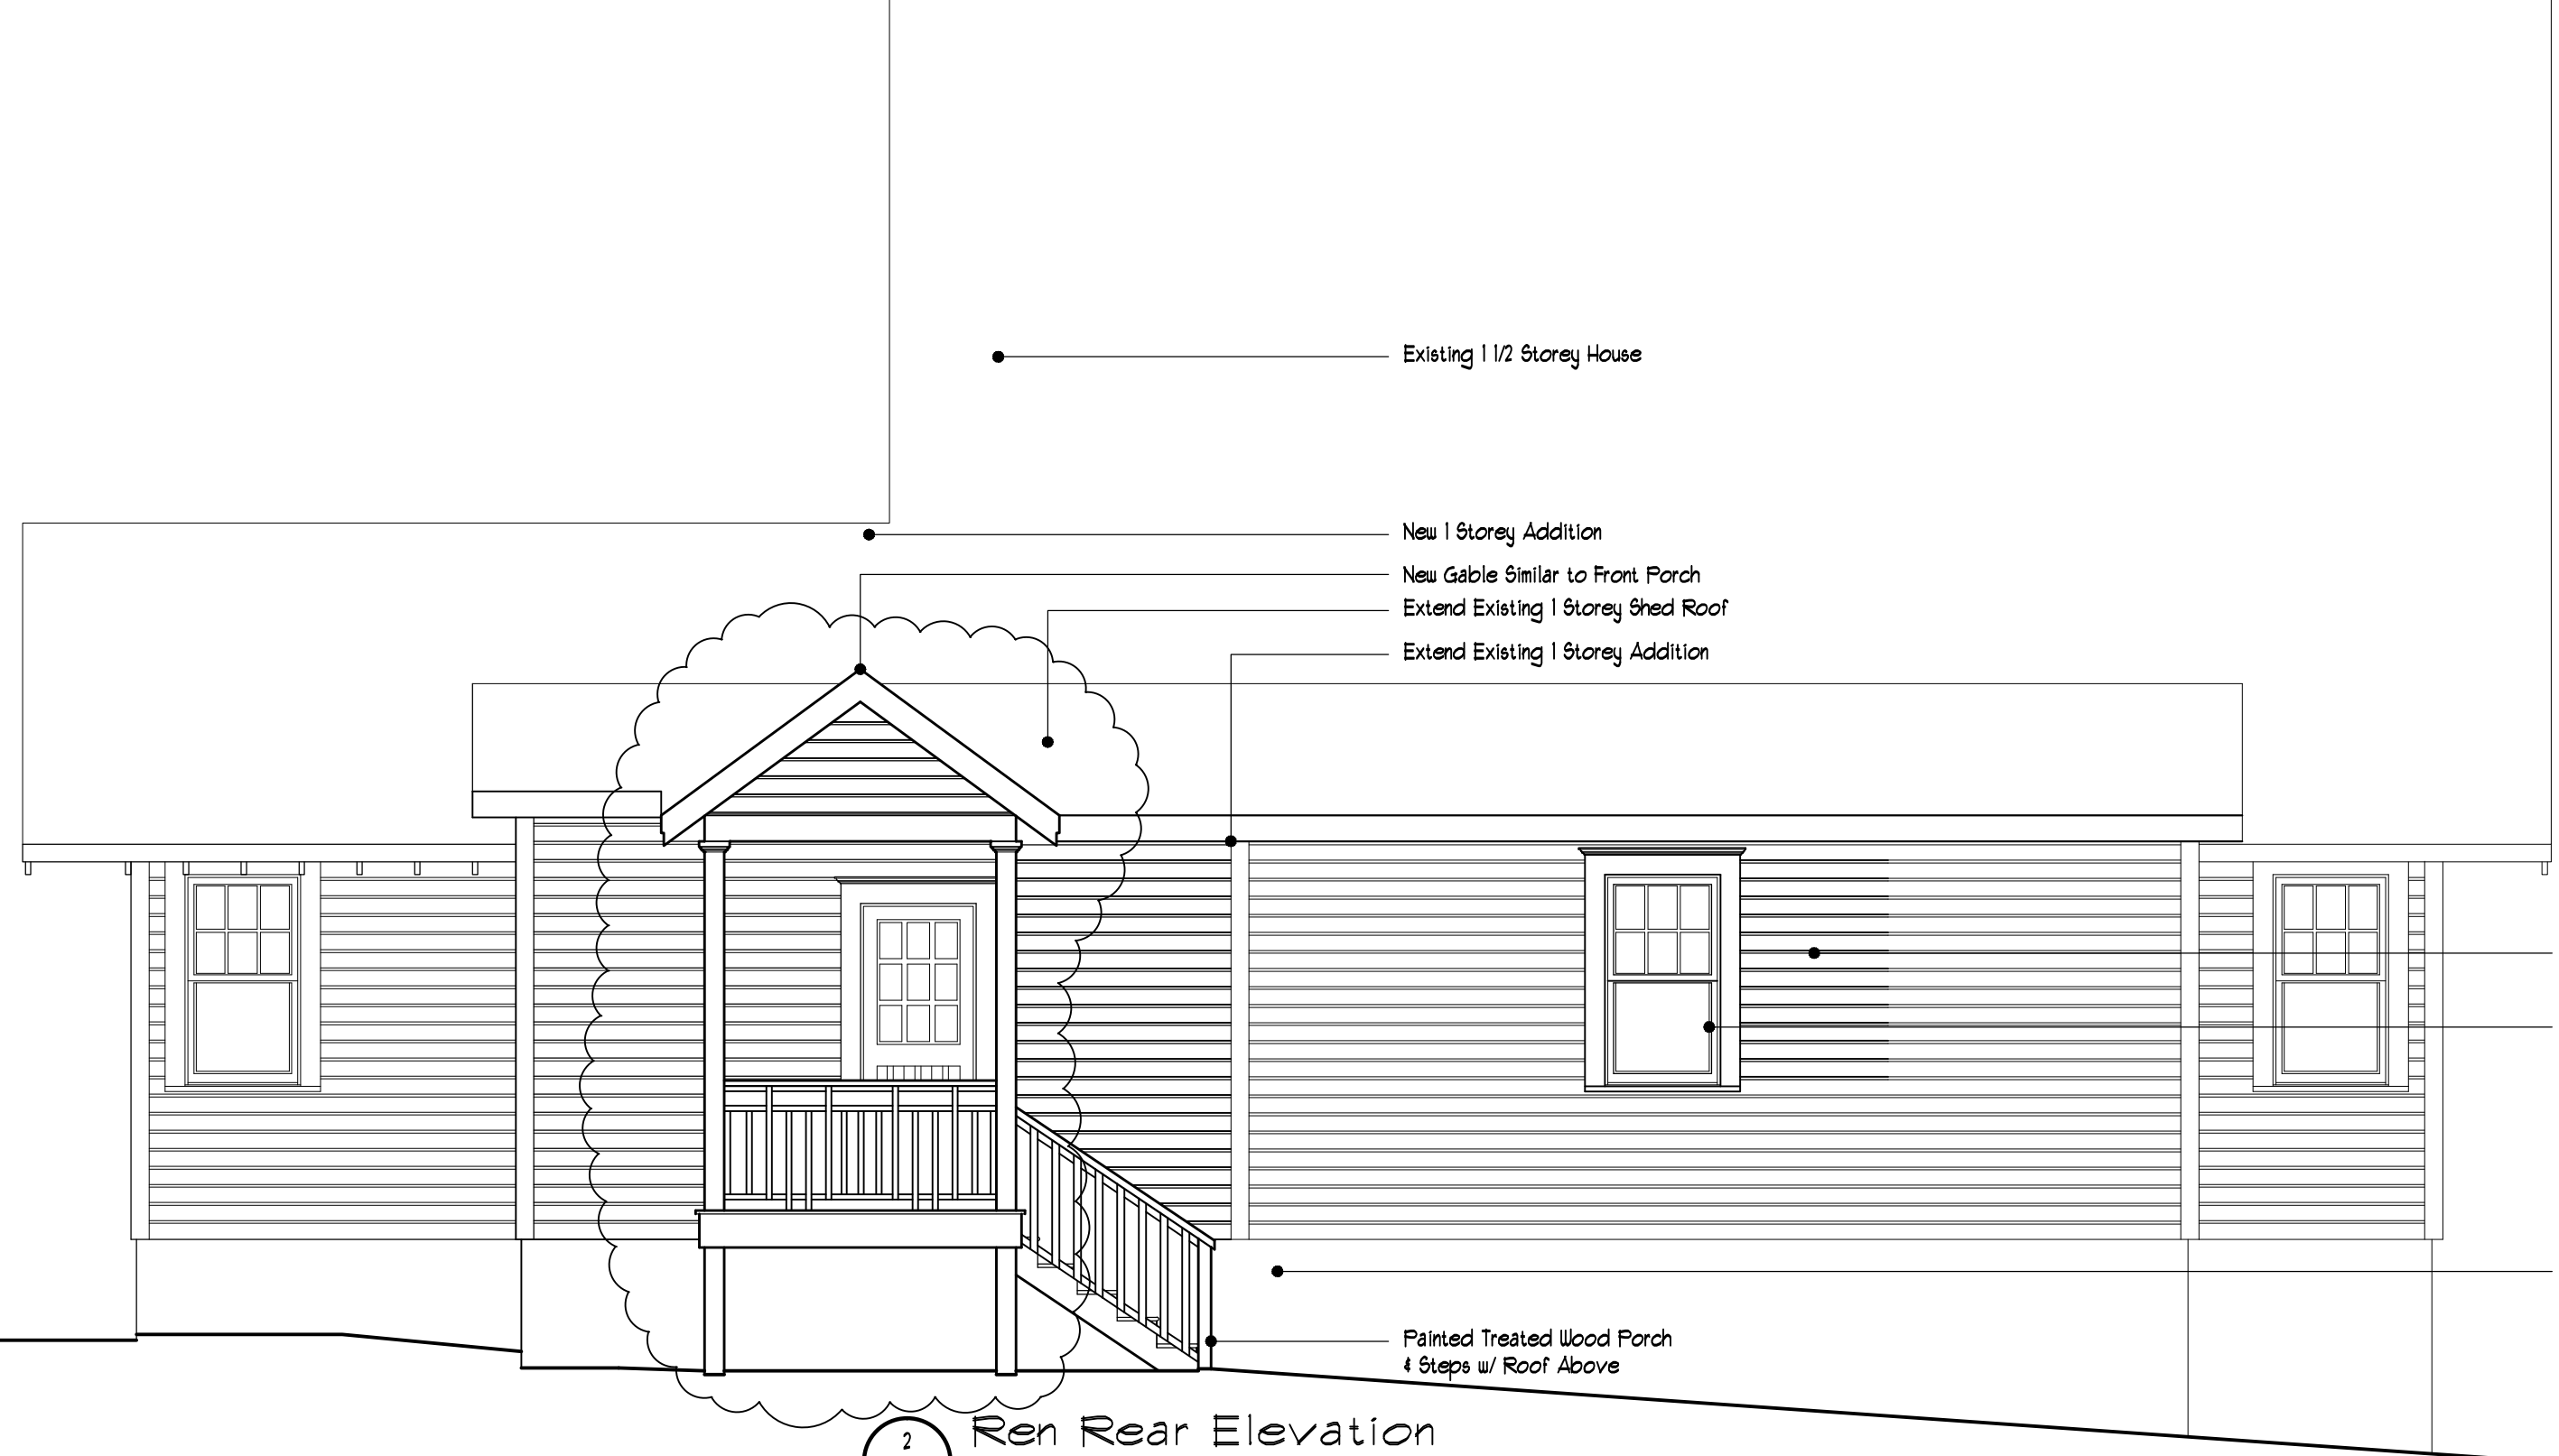 Existing 1 1/2 Storey House
New 1 Storey Addition
New Gable Similar to Front Porch
Extend Existing 1 Storey Shed Roof
Extend Existing 1 Storey Addition
Painted Treated Wood Porch
& Steps w/ Roof Above
2
Ren Rear Elevation